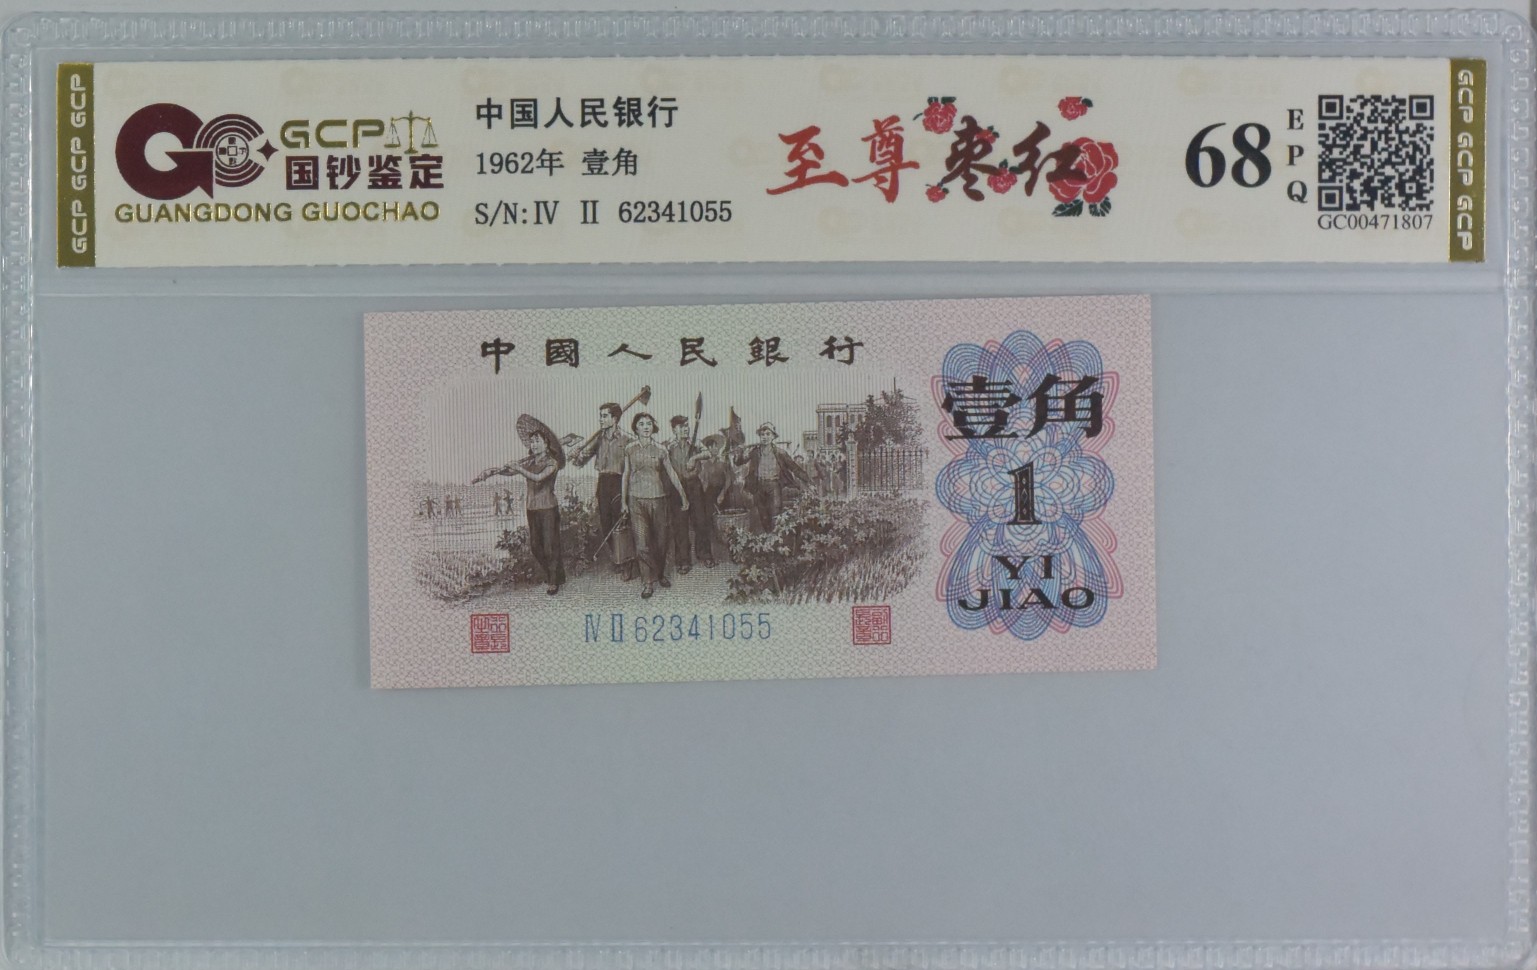 GCP GCP GCP
GCP
国钞鉴定
GUANGDONG GUOCHAO
中国人民银行
1962年 壹角
S/N:Ⅳ Ⅱ 62341055
至尊枣红
68
EPQ
GC00471807
GCP GCP GCP
中國人民銀行
壹角
1
YI
JIAO
Ⅳ Ⅱ 62341055